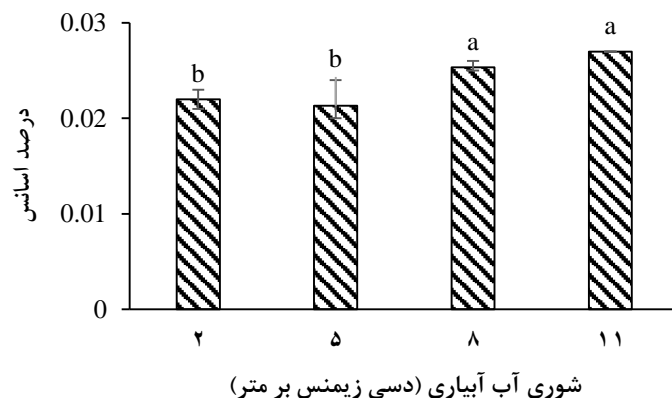 0.03
0.02
0.01
0
درصد اسانس
b
b
a
a
۲
۵
۸
۱۱
شوری آب آبیاری (دسی زیمنس بر متر)